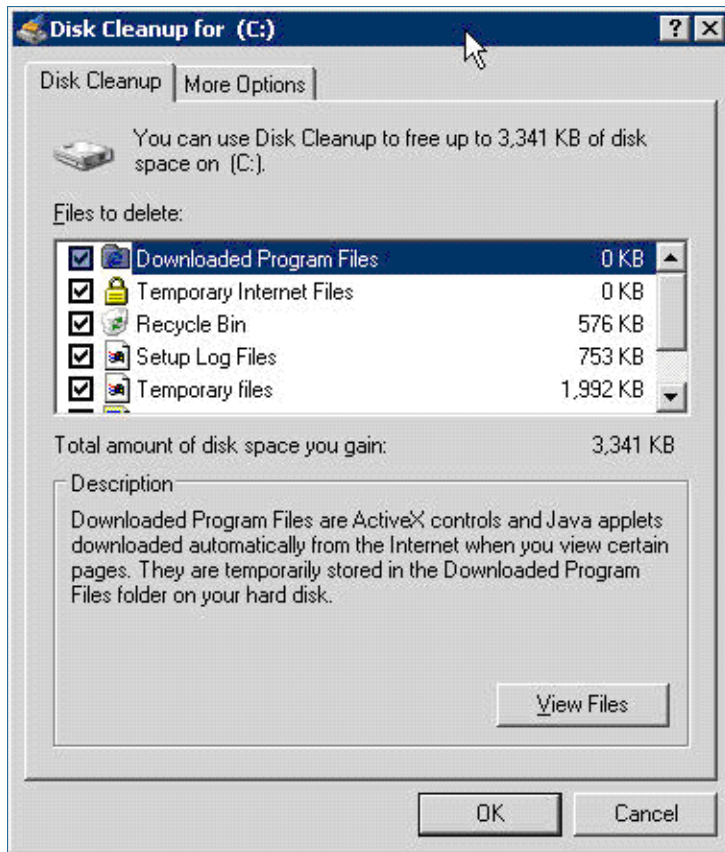 Disk Cleanup for (C:)
Disk Cleanup
More Options
You can use Disk Cleanup to free up to 3,341 KB of disk
space on (C:).
Files to delete:
Downloaded Program Files 0 KB
Temporary Internet Files 0 KB
Recycle Bin 576 KB
Setup Log Files 753 KB
Temporary files 1,992 KB
Total amount of disk space you gain: 3,341 KB
Description
Downloaded Program Files are ActiveX controls and Java applets
downloaded automatically from the Internet when you view certain
pages. They are temporarily stored in the Downloaded Program
Files folder on your hard disk.
View Files
OK Cancel